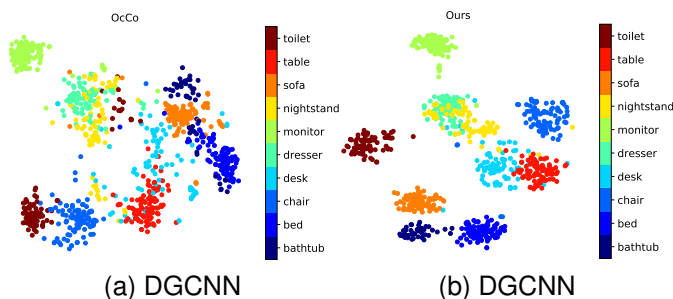 OcCo
toilet
table
sofa
nightstand
monitor
dresser
desk
chair
bed
bathtub
(a) DGCNN
Ours
toilet
table
sofa
nightstand
monitor
dresser
desk
chair
bed
bathtub
(b) DGCNN